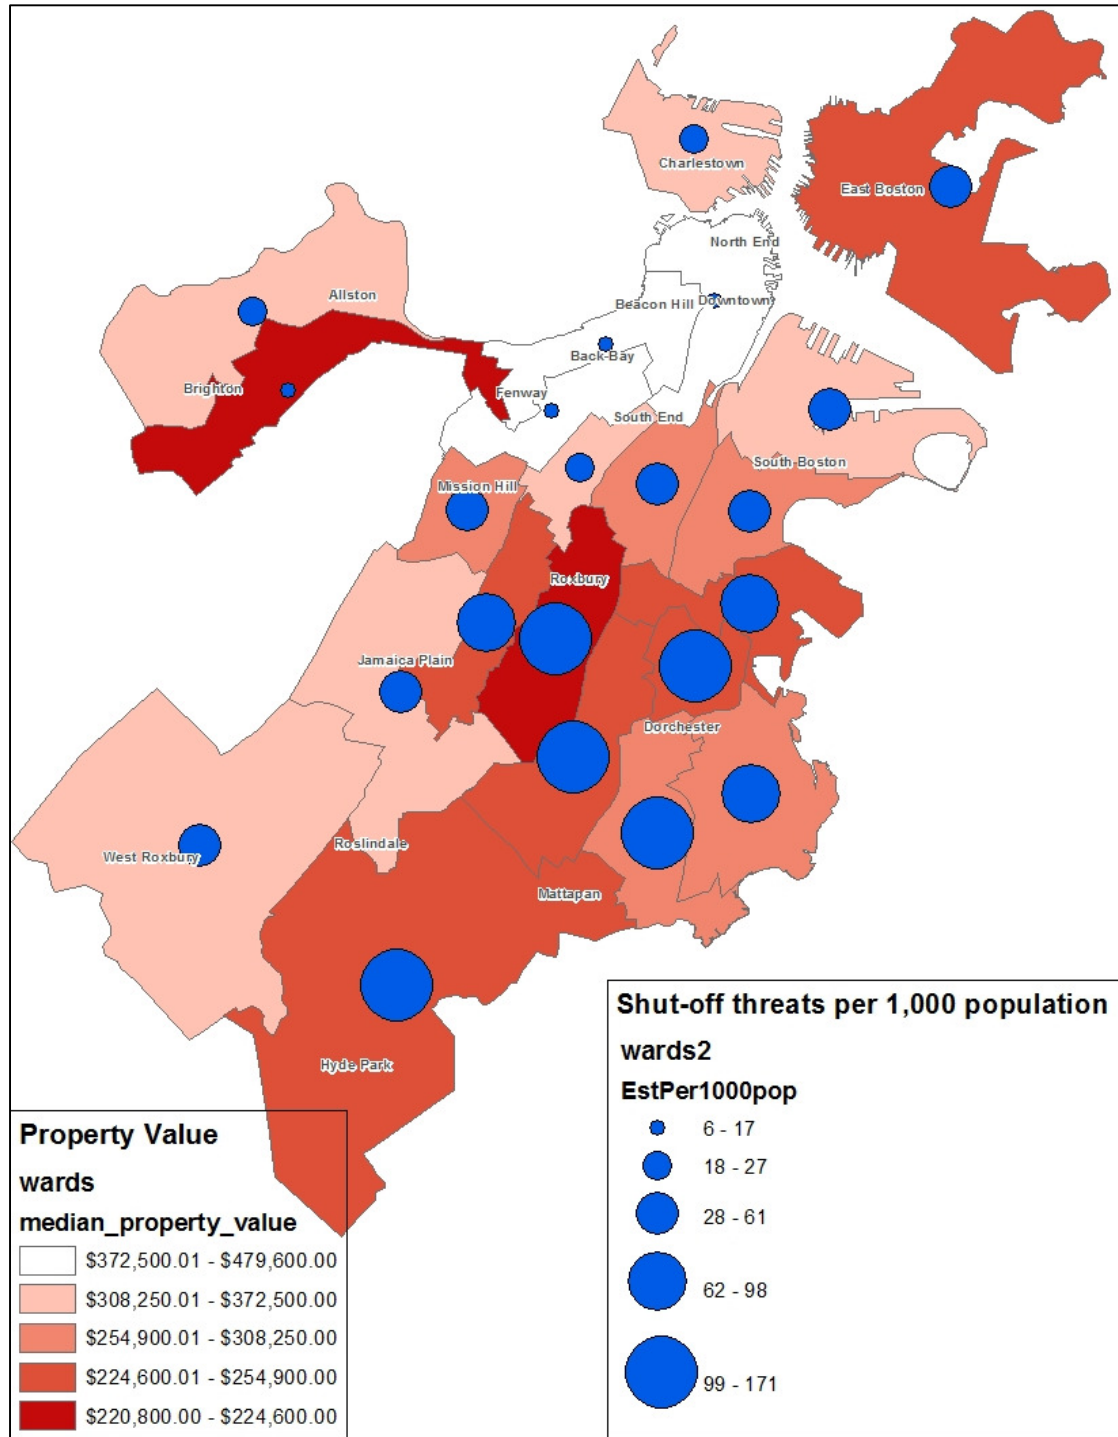 Charlestown
East Boston
North End
Allston
Beacon Hill
Downtown
Back Bay
Brighton
Fenway
South End
South Boston
Mission Hill
Roxbury
Jamaica Plain
Dorchester
Roslindale
West Roxbury
Mattapan
Hyde Park
Property Value
wards
median_property_value
$372,500.01 - $479,600.00
$308,250.01 - $372,500.00
$254,900.01 - $308,250.00
$224,600.01 - $254,900.00
$220,800.00 - $224,600.00
Shut-off threats per 1,000 population
wards2
EstPer1000pop
6 - 17
18 - 27
28 - 61
62 - 98
99 - 171